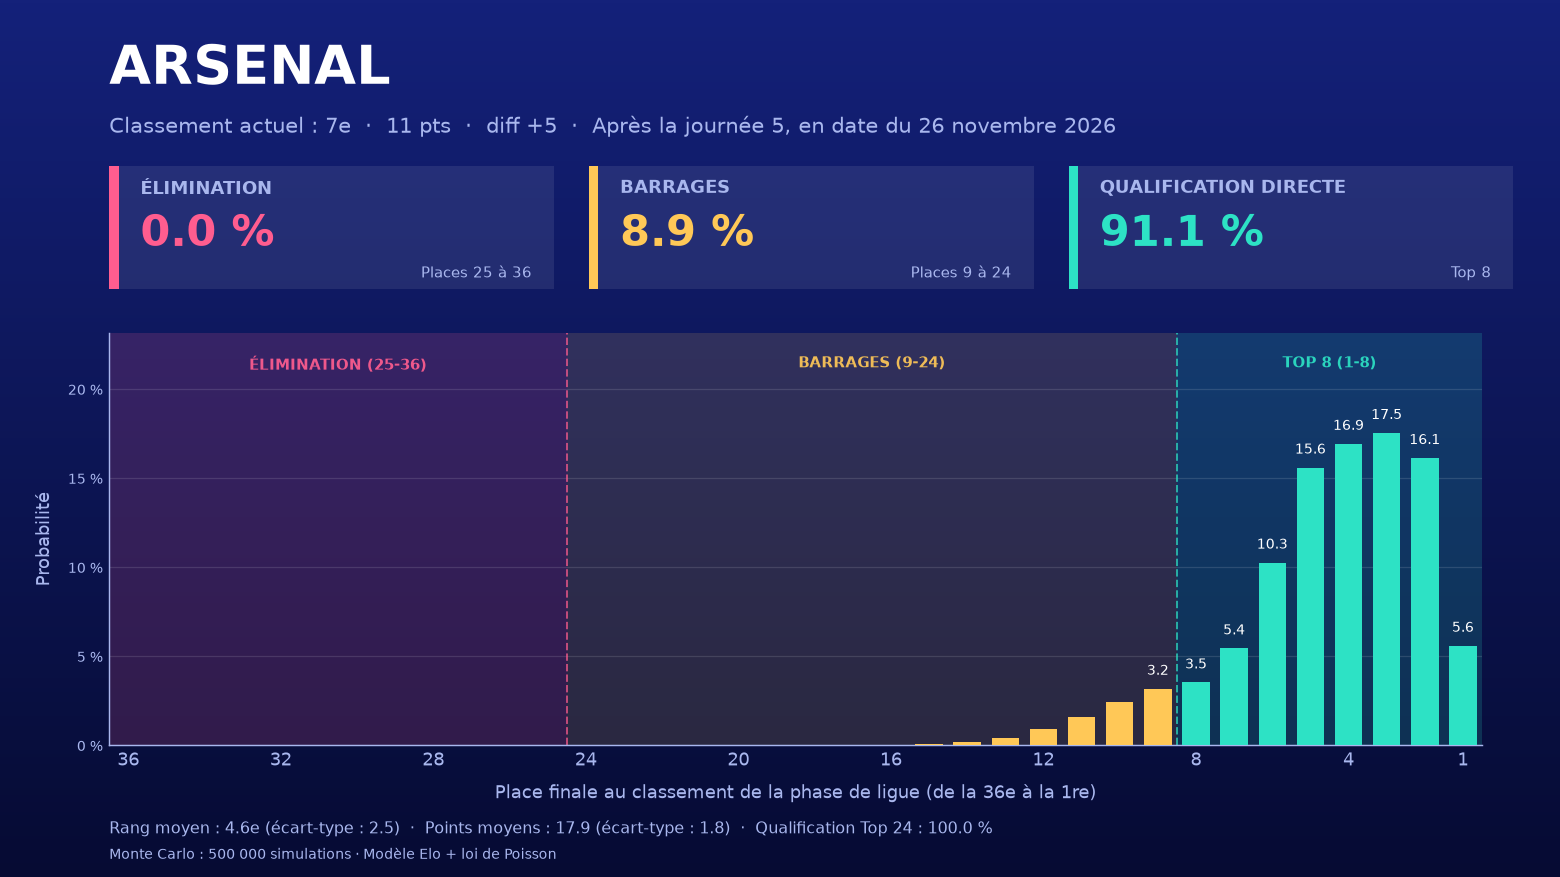 ARSENAL
Classement actuel : 7e · 11 pts · diff +5 · Après la journée 5, en date du 26 novembre 2026
ÉLIMINATION
0.0 %
Places 25 à 36
BARRAGES
8.9 %
Places 9 à 24
QUALIFICATION DIRECTE
91.1 %
Top 8
ÉLIMINATION (25-36)
BARRAGES (9-24)
TOP 8 (1-8)
Probabilité
20 %
15 %
10 %
5 %
0 %
3.2
3.5
5.4
10.3
15.6
16.9
17.5
16.1
5.6
36
32
28
24
20
16
12
8
4
1
Place finale au classement de la phase de ligue (de la 36e à la 1re)
Rang moyen : 4.6e (écart-type : 2.5) · Points moyens : 17.9 (écart-type : 1.8) · Qualification Top 24 : 100.0 %
Monte Carlo : 500 000 simulations · Modèle Elo + loi de Poisson